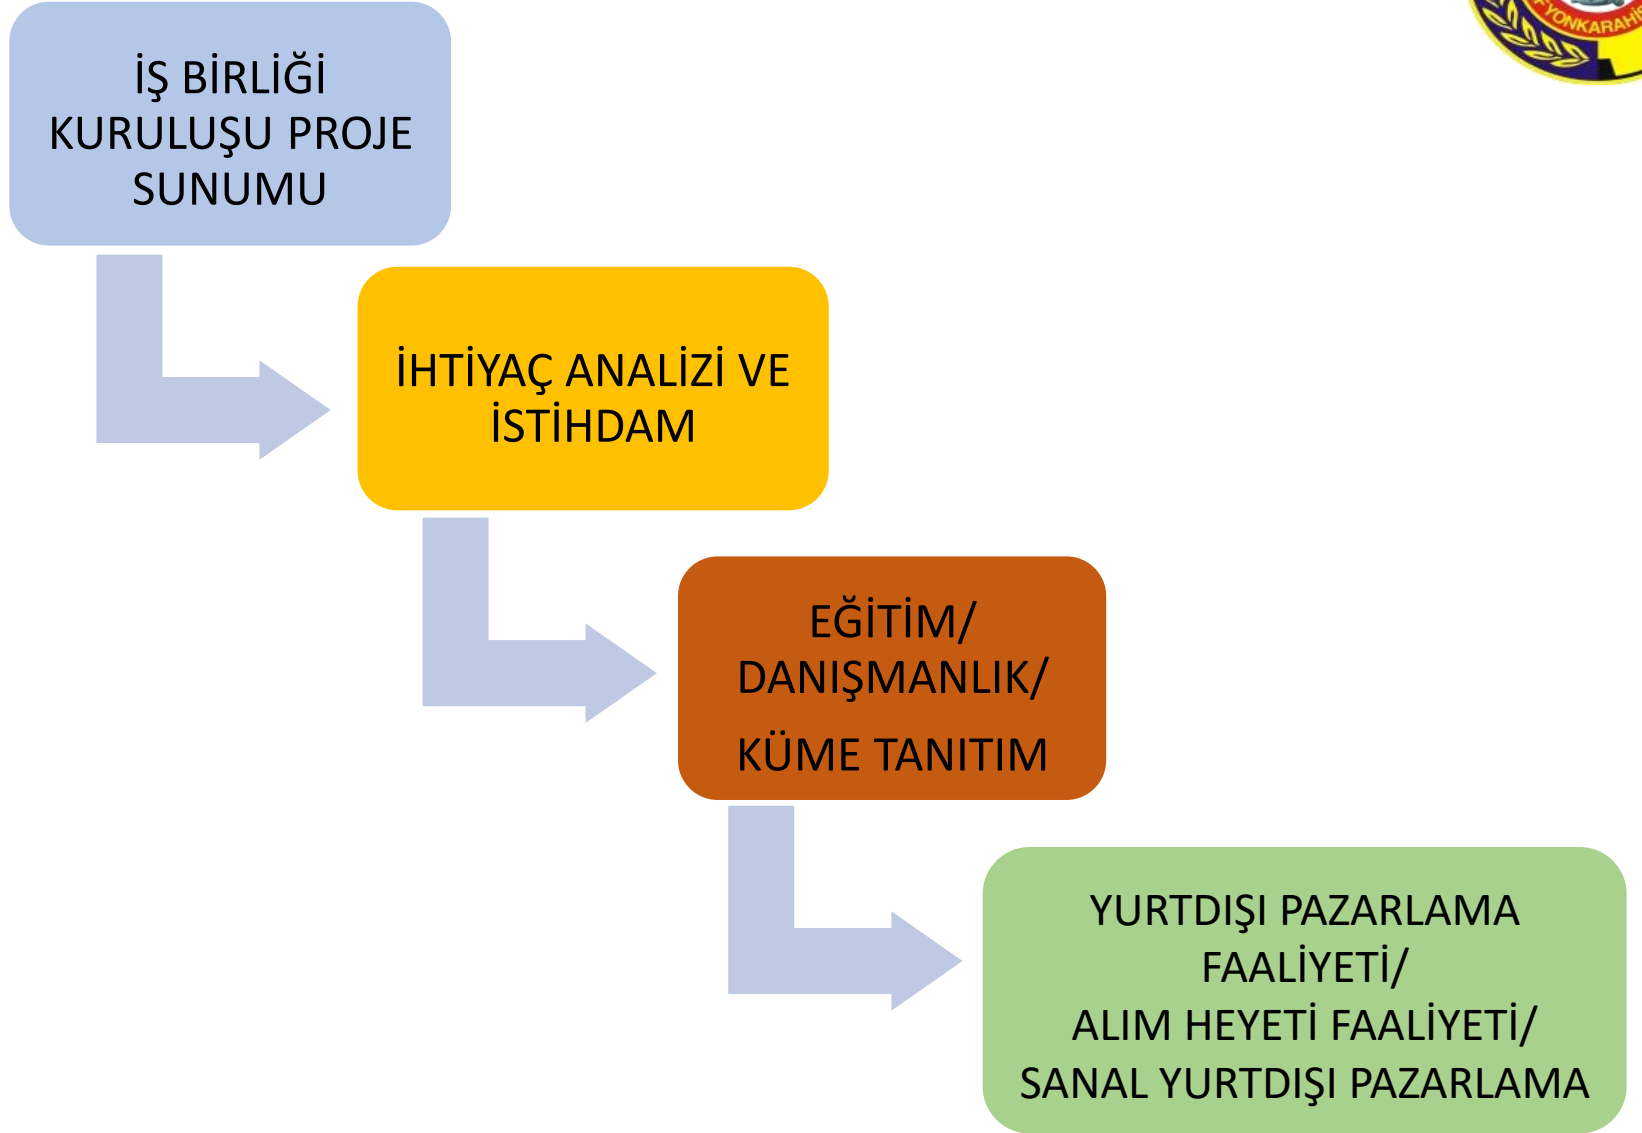 İŞ BİRLİĞİ
KURULUŞU PROJE
SUNUMU
İHTİYAÇ ANALİZİ VE
İSTİHDAM
EĞİTİM/
DANIŞMANLIK/
KÜME TANITIM
YURTDIŞI PAZARLAMA
FAALİYETİ/
ALIM HEYETİ FAALİYETİ/
SANAL YURTDIŞI PAZARLAMA